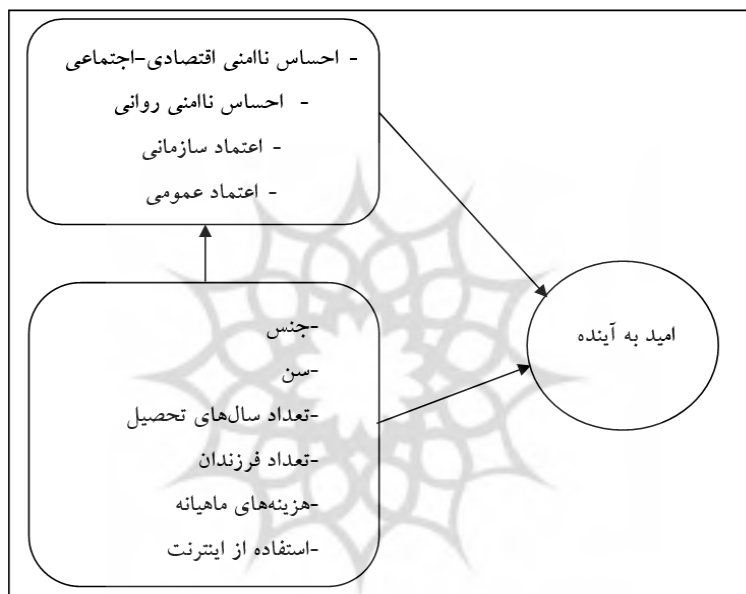 - احساس ناامنی اقتصادی-اجتماعی
- احساس ناامنی روانی
- اعتماد سازمانی
- اعتماد عمومی
امید به آینده
-جنس
-سن
-تعداد سال‌های تحصیل
-تعداد فرزندان
-هزینه‌های ماهیانه
-استفاده از اینترنت